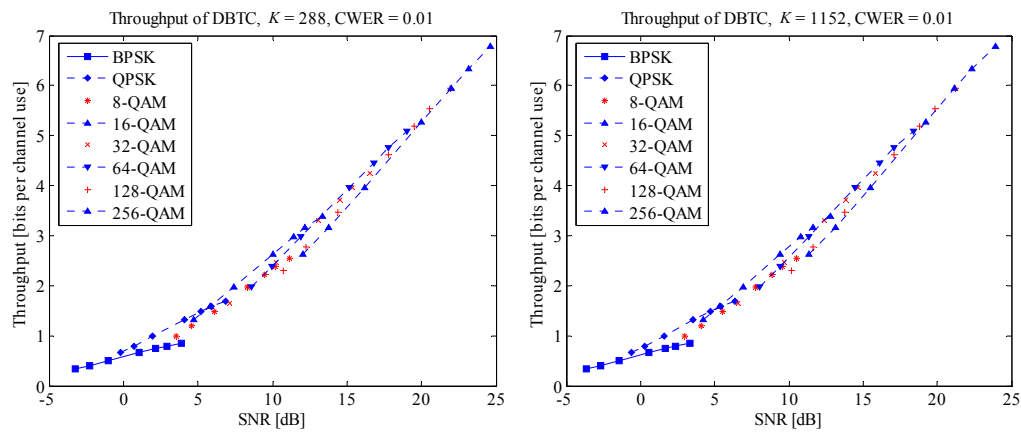 Throughput of DBTC, K = 288, CWER = 0.01
Throughput [bits per channel use]
7
6
5
4
3
2
1
0
BPSK
QPSK
8-QAM
16-QAM
32-QAM
64-QAM
128-QAM
256-QAM
-5 0 5 10 15 20 25
SNR [dB]
Throughput of DBTC, K = 1152, CWER = 0.01
Throughput [bits per channel use]
7
6
5
4
3
2
1
0
BPSK
QPSK
8-QAM
16-QAM
32-QAM
64-QAM
128-QAM
256-QAM
-5 0 5 10 15 20 25
SNR [dB]